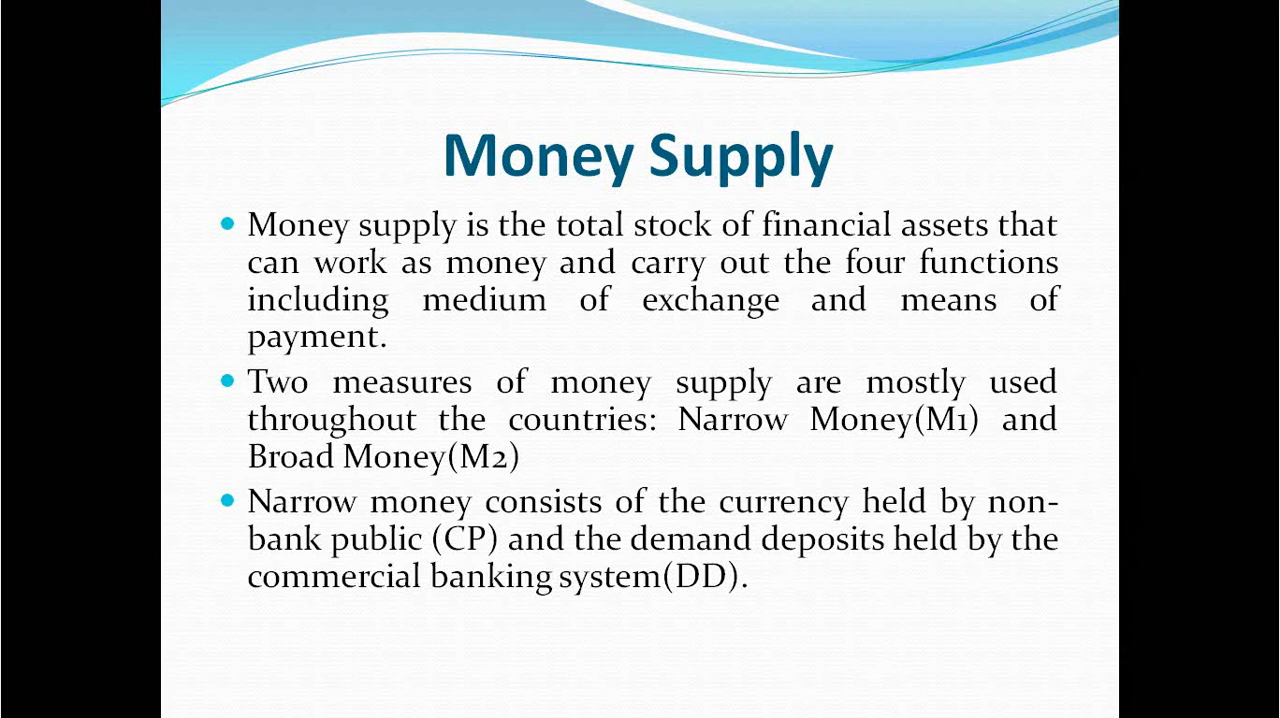 Money Supply
• Money supply is the total stock of financial assets that
can work as money and carry out the four functions
including medium of exchange and means of
payment.
• Two measures of money supply are mostly used
throughout the countries: Narrow Money(M1) and
Broad Money(M2)
• Narrow money consists of the currency held by non-
bank public (CP) and the demand deposits held by the
commercial banking system(DD).